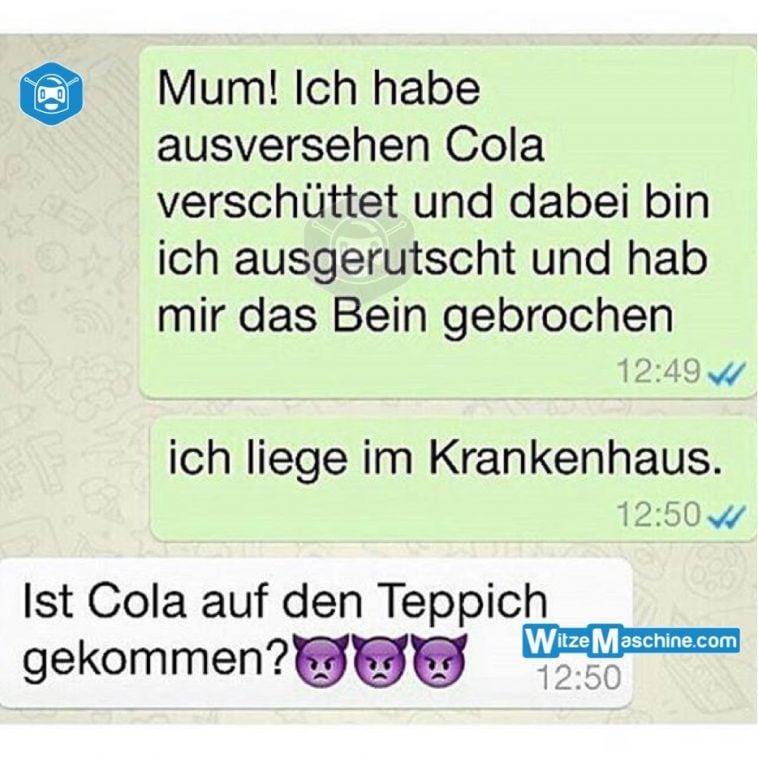 Mum! Ich habe
ausversehen Cola
verschüttet und dabei bin
ich ausgerutscht und hab
mir das Bein gebrochen
12:49
ich liege im Krankenhaus.
12:50
Ist Cola auf den Teppich
gekommen?👿👿👿
WitzeMaschine.com
12:50